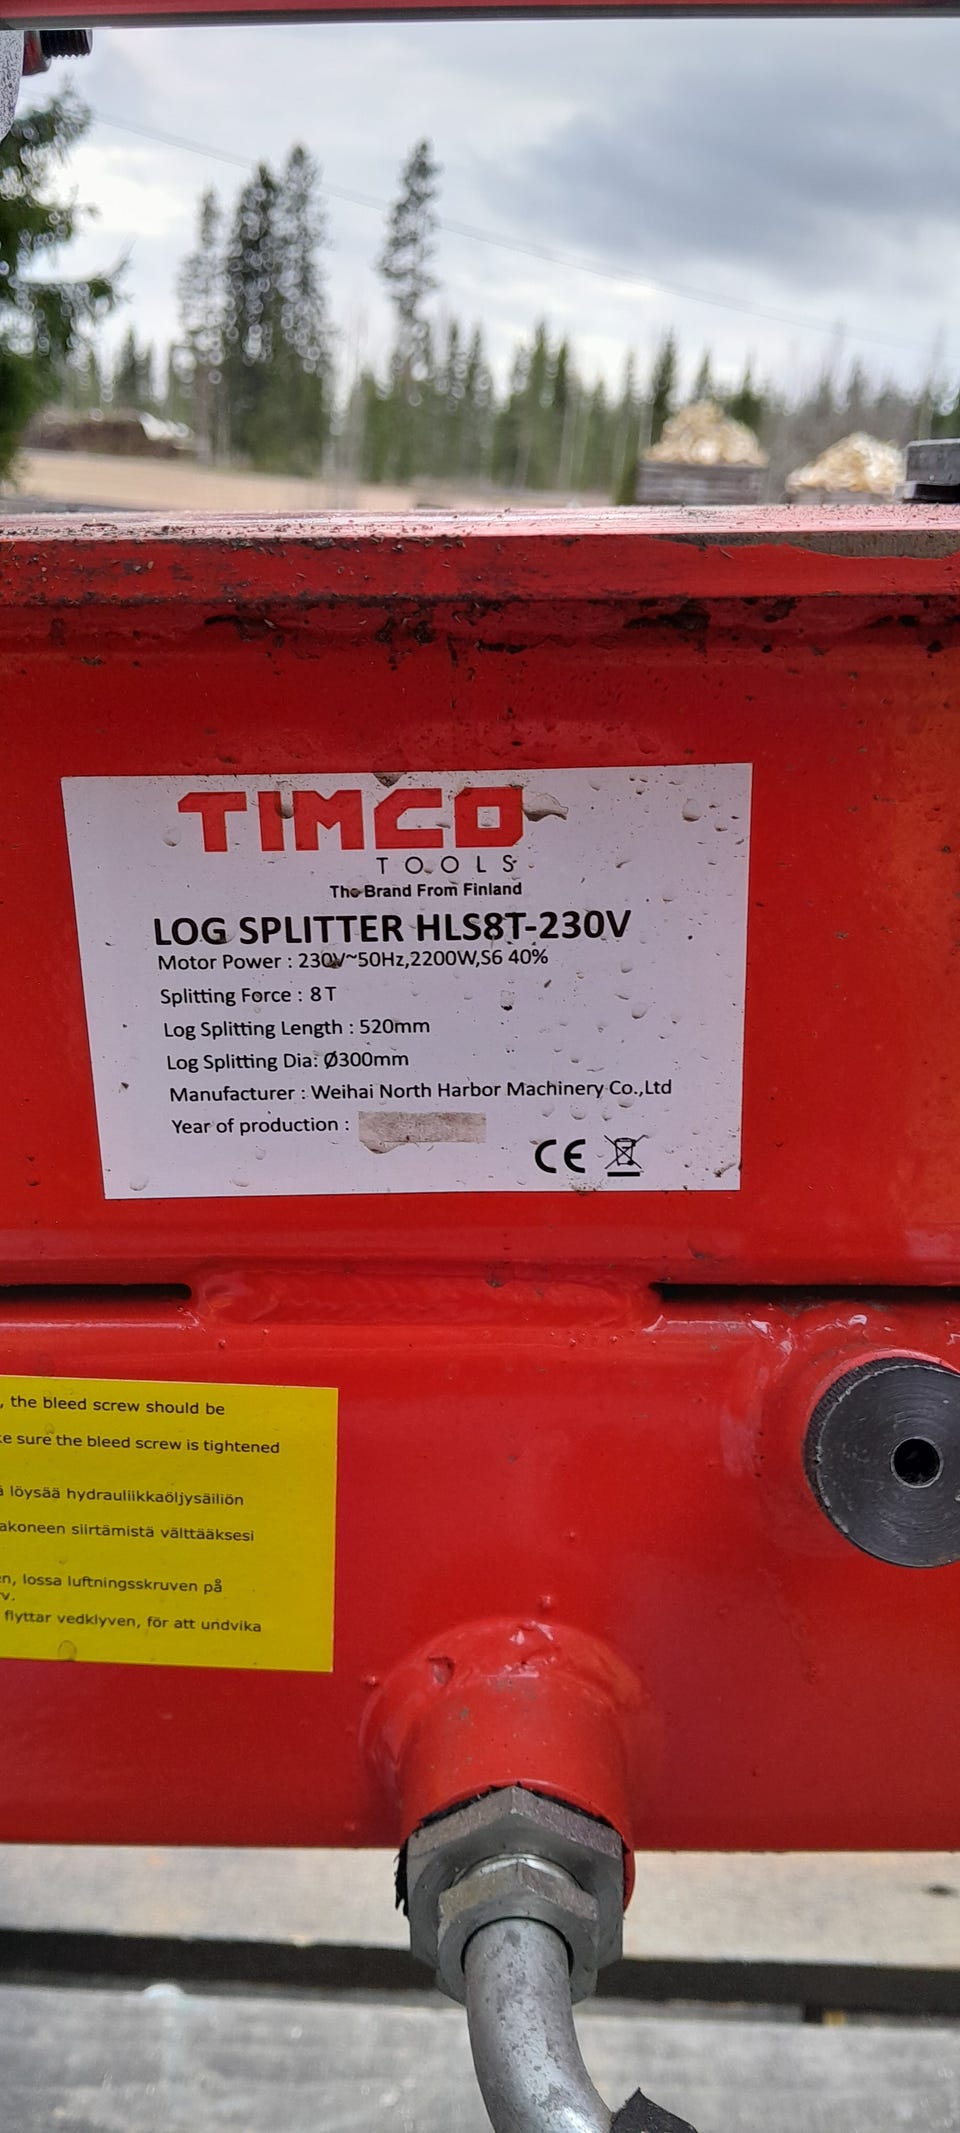 TIMCO
TOOLS
The Brand From Finland
LOG SPLITTER HLS8T-230V
Motor Power : 230V~50Hz,2200W,S6 40%
Splitting Force : 8 T
Log Splitting Length : 520mm
Log Splitting Dia: Ø300mm
Manufacturer : Weihai North Harbor Machinery Co.,Ltd
Year of production :
CE
, the bleed screw should be
sure the bleed screw is tightened
löysää hydrauliikkaöljysäiliön
akoneen siirtämistä välttääksesi
en, lossa luftningsskruven på
v.
flyttar vedklyven, för att undvika